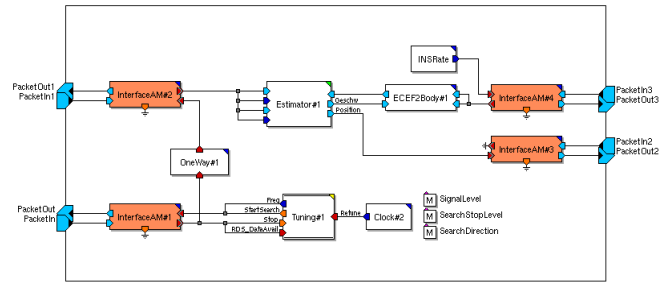 INSRate
PacketOut1
PacketIn1
InterfaceAM#2
Estimator#1
Geschw
Position
ECEF2Body#1
InterfaceAM#4
PacketIn3
PacketOut3
InterfaceAM#3
PacketIn2
PacketOut2
OneWay#1
PacketOut
PacketIn
InterfaceAM#1
Freq
StartSearch
Stop
RDS_DataAvail
Tuning#1
Retune
Clock#2
M SignalLevel
M SearchStopLevel
M SearchDirection